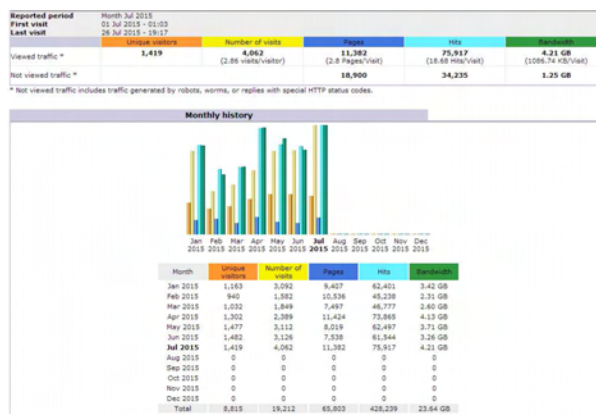 Reported period Month Jul 2015
First visit 01 Jul 2015 - 01:03
Last visit 26 Jul 2015 - 19:17
Unique visitors Number of visits Pages Hits Bandwidth
Viewed traffic * 1,419 4,062 11,382 75,917 4.21 GB
(2.86 visits/visitor) (2.8 Pages/Visit) (18.68 Hits/Visit) (1086.74 KB/Visit)
Not viewed traffic * 18,900 34,235 1.25 GB
* Not viewed traffic includes traffic generated by robots, worms, or replies with special HTTP status codes.
Monthly history
Jan Feb Mar Apr May Jun Jul Aug Sep Oct Nov Dec
2015 2015 2015 2015 2015 2015 2015 2015 2015 2015 2015 2015
Month Unique visitors Number of visits Pages Hits Bandwidth
Jan 2015 1,163 3,092 9,407 62,401 3.42 GB
Feb 2015 940 1,582 10,536 45,238 2.31 GB
Mar 2015 1,032 1,849 7,497 46,777 2.60 GB
Apr 2015 1,302 2,389 11,424 73,865 4.13 GB
May 2015 1,477 3,112 8,019 62,497 3.71 GB
Jun 2015 1,482 3,126 7,538 61,544 3.26 GB
Jul 2015 1,419 4,062 11,382 75,917 4.21 GB
Aug 2015 0 0 0 0 0
Sep 2015 0 0 0 0 0
Oct 2015 0 0 0 0 0
Nov 2015 0 0 0 0 0
Dec 2015 0 0 0 0 0
Total 8,815 19,212 65,803 428,239 23.64 GB